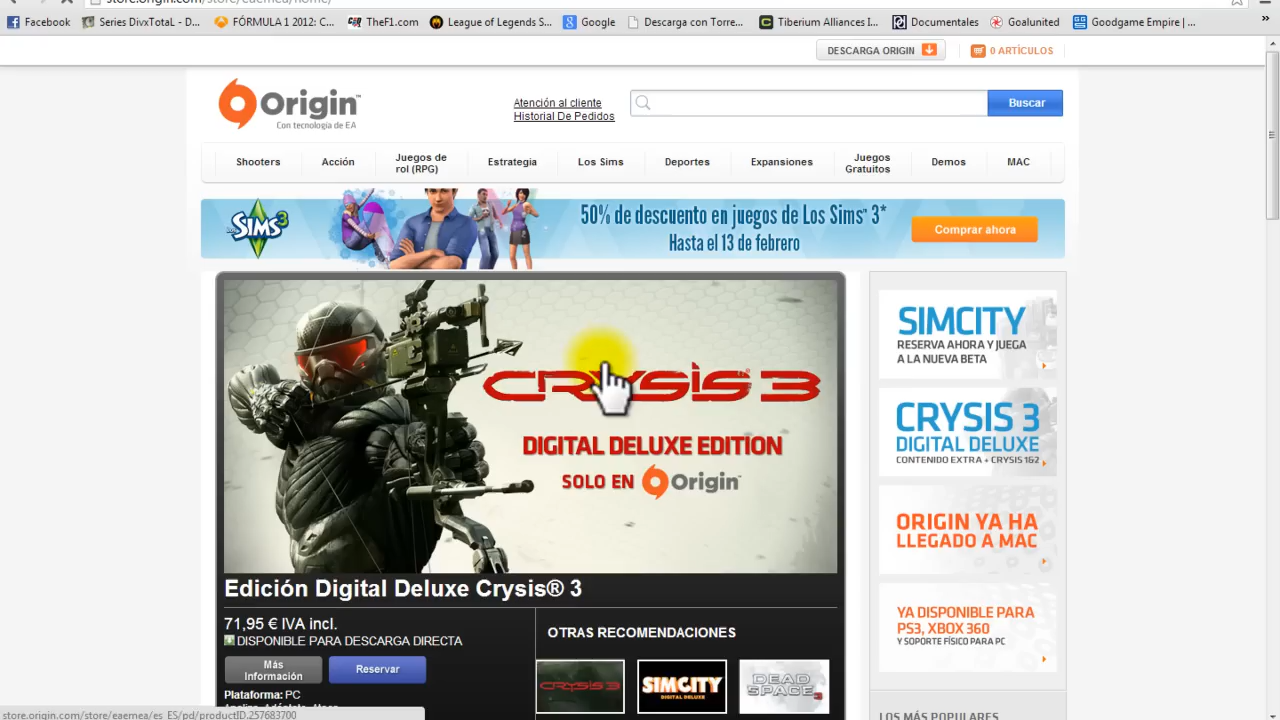 store.origin.com/store/eaemea/home/
Facebook
Series DivxTotaL - D...
FÓRMULA 1 2012: C...
TheF1.com
League of Legends S...
Google
Descarga con Torre...
Tiberium Alliances I...
Documentales
Goalunited
Goodgame Empire | ...
»
DESCARGA ORIGIN
0 ARTÍCULOS
Origin™
Con tecnología de EA
Atención al cliente
Historial De Pedidos
Buscar
Shooters
Acción
Juegos de
rol (RPG)
Estrategia
Los Sims
Deportes
Expansiones
Juegos
Gratuitos
Demos
MAC
LOS SIMS 3
50% de descuento en juegos de Los Sims™ 3*
Hasta el 13 de febrero
Comprar ahora
CRYSIS 3
DIGITAL DELUXE EDITION
SOLO EN Origin™
SIMCITY
RESERVA AHORA Y JUEGA
A LA NUEVA BETA
CRYSIS 3
DIGITAL DELUXE
CONTENIDO EXTRA + CRYSIS 1&2
ORIGIN YA HA
LLEGADO A MAC
YA DISPONIBLE PARA
PS3, XBOX 360
Y SOPORTE FÍSICO PARA PC
Edición Digital Deluxe Crysis® 3
71,95 € IVA incl.
DISPONIBLE PARA DESCARGA DIRECTA
Más
Información
Reservar
Plataforma: PC
OTRAS RECOMENDACIONES
CRYSIS 3
SIMCITY
DIGITAL DELUXE
DEAD
SPACE 3
LOS MÁS POPULARES
store.origin.com/store/eaemea/es_ES/pd/productID.257683700